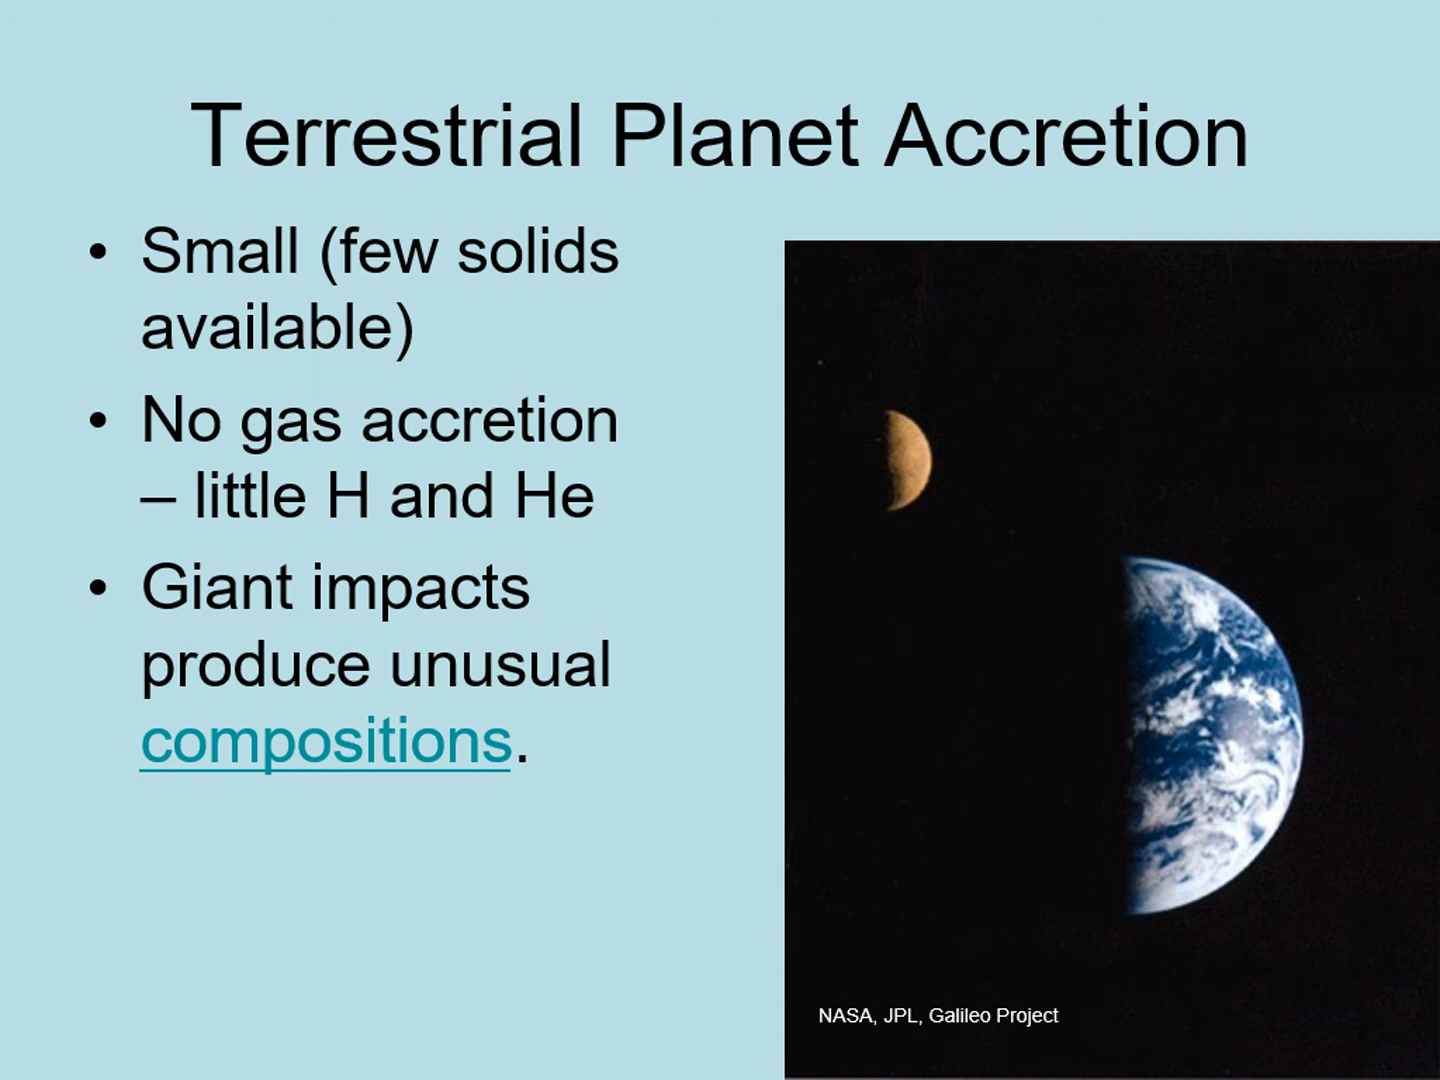 Terrestrial Planet Accretion
• Small (few solids
available)
• No gas accretion
– little H and He
• Giant impacts
produce unusual
compositions.
NASA, JPL, Galileo Project